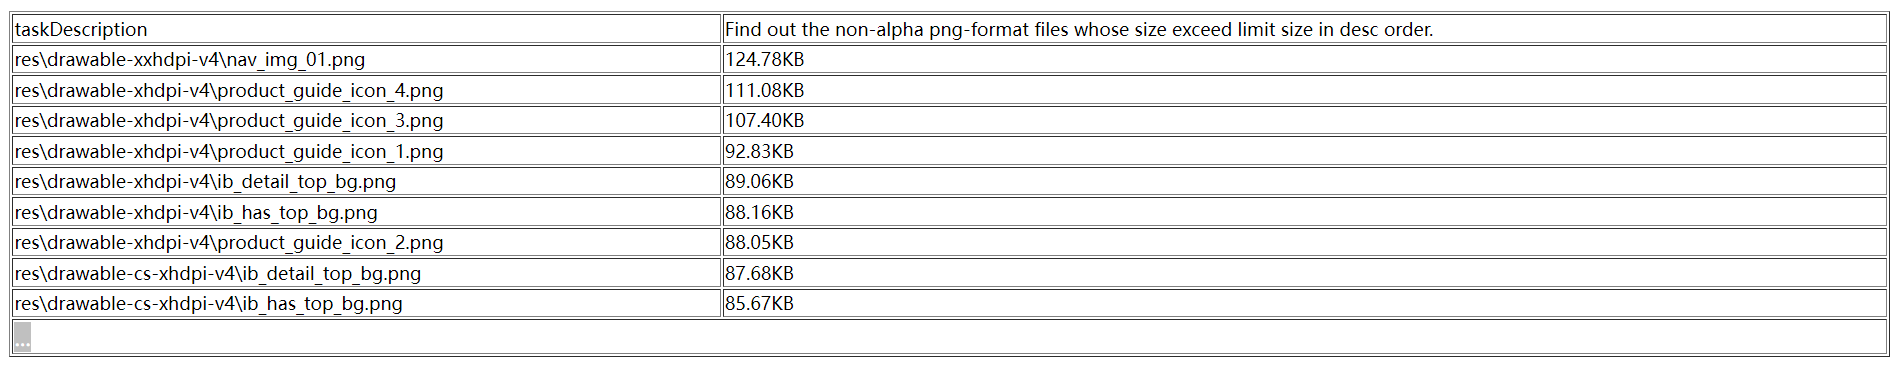 taskDescription Find out the non-alpha png-format files whose size exceed limit size in desc order.
res\drawable-xxhdpi-v4\nav_img_01.png 124.78KB
res\drawable-xhdpi-v4\product_guide_icon_4.png 111.08KB
res\drawable-xhdpi-v4\product_guide_icon_3.png 107.40KB
res\drawable-xhdpi-v4\product_guide_icon_1.png 92.83KB
res\drawable-xhdpi-v4\ib_detail_top_bg.png 89.06KB
res\drawable-xhdpi-v4\ib_has_top_bg.png 88.16KB
res\drawable-xhdpi-v4\product_guide_icon_2.png 88.05KB
res\drawable-cs-xhdpi-v4\ib_detail_top_bg.png 87.68KB
res\drawable-cs-xhdpi-v4\ib_has_top_bg.png 85.67KB
...